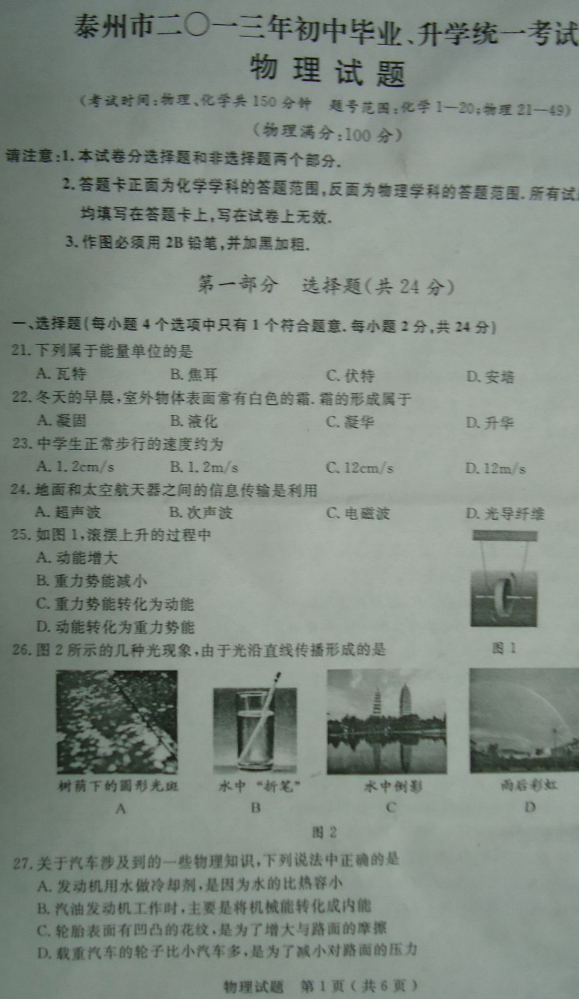 泰州市二〇一三年初中毕业、升学统一考试
物理试题
(考试时间:物理、化学共150分钟 题号范围:化学1—20;物理21—49)
(物理满分:100分)
请注意:1.本试卷分选择题和非选择题两个部分.
2.答题卡正面为化学学科的答题范围,反面为物理学科的答题范围.所有试
均填写在答题卡上,写在试卷上无效.
3.作图必须用2B铅笔,并加黑加粗.
第一部分 选择题(共24分)
一、选择题(每小题4个选项中只有1个符合题意.每小题2分,共24分)
21.下列属于能量单位的是
A.瓦特 B.焦耳 C.伏特 D.安培
22.冬天的早晨,室外物体表面常有白色的霜.霜的形成属于
A.凝固 B.液化 C.凝华 D.升华
23.中学生正常步行的速度约为
A.1.2cm/s B.1.2m/s C.12cm/s D.12m/s
24.地面和太空航天器之间的信息传输是利用
A.超声波 B.次声波 C.电磁波 D.光导纤维
25.如图1,滚摆上升的过程中
A.动能增大
B.重力势能减小
C.重力势能转化为动能
D.动能转化为重力势能
图1
26.图2所示的几种光现象,由于光沿直线传播形成的是
树荫下的圆形光斑 水中“折笔” 水中倒影 雨后彩虹
A B C D
图2
27.关于汽车涉及到的一些物理知识,下列说法中正确的是
A.发动机用水做冷却剂,是因为水的比热容小
B.汽油发动机工作时,主要是将机械能转化成内能
C.轮胎表面有凹凸的花纹,是为了增大与路面的摩擦
D.载重汽车的轮子比小汽车多,是为了减小对路面的压力
物理试题 第1页(共6页)